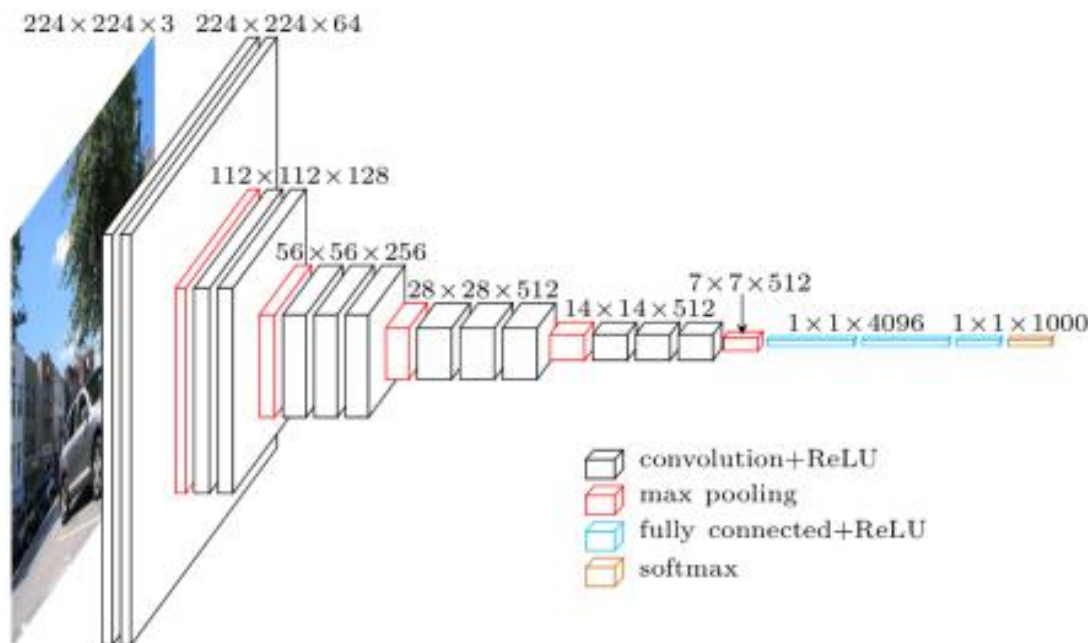 224 × 224 × 3
224 × 224 × 64
112 × 112 × 128
56 × 56 × 256
28 × 28 × 512
14 × 14 × 512
7 × 7 × 512
1 × 1 × 4096
1 × 1 × 1000
convolution+ReLU
max pooling
fully connected+ReLU
softmax